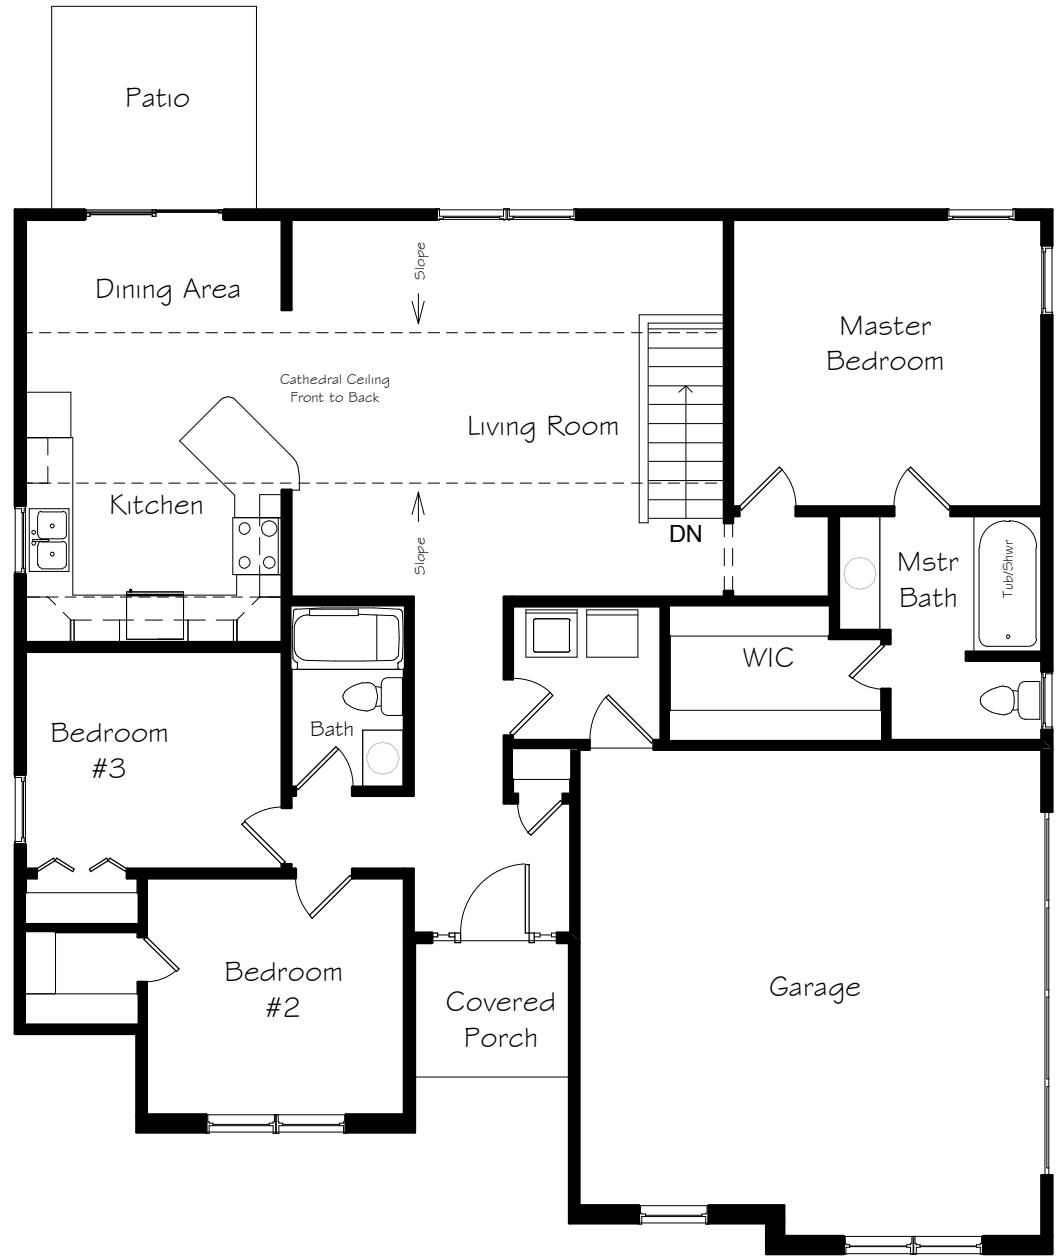 Patio
Slope
Dining Area
Master
Bedroom
Cathedral Ceiling
Front to Back
Living Room
Kitchen
DN
Slope
Mstr
Bath
Tub/Shwr
WIC
Bedroom
#3
Bath
Bedroom
#2
Covered
Porch
Garage